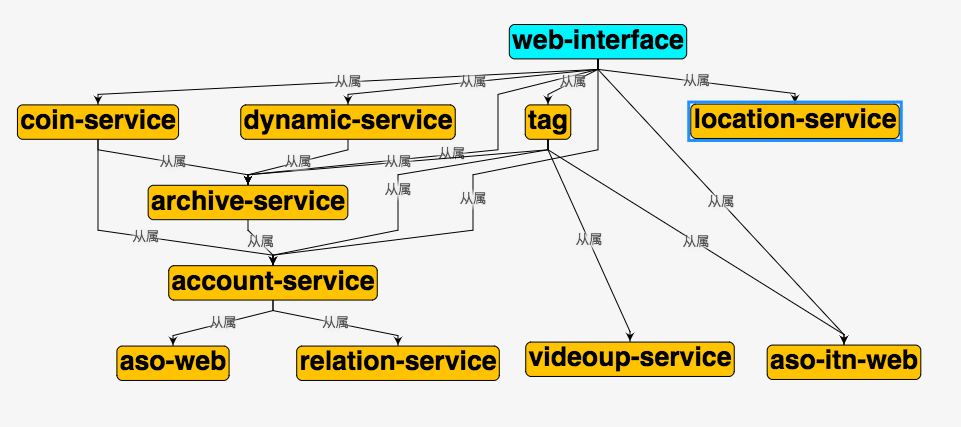 web-interface
从属
从属
从属
从属
coin-service
dynamic-service
tag
location-service
从属
从属
从属
从属
archive-service
从属
从属
从属
从属
从属
从属
从属
account-service
从属
从属
aso-web
relation-service
videoup-service
aso-itn-web